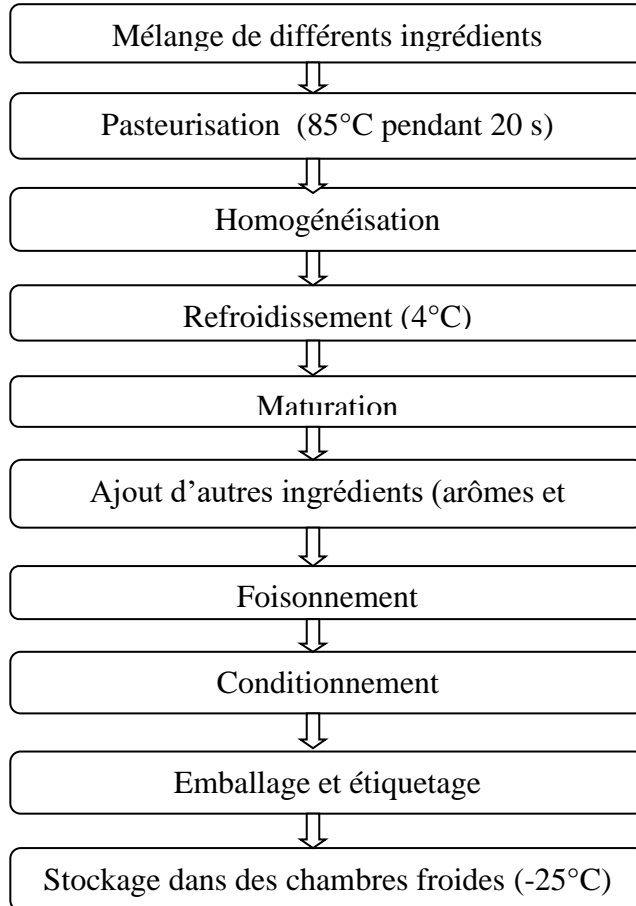 Mélange de différents ingrédients
Pasteurisation (85°C pendant 20 s)
Homogénéisation
Refroidissement (4°C)
Maturation
Ajout d'autres ingrédients (arômes et
Foisonnement
Conditionnement
Emballage et étiquetage
Stockage dans des chambres froides (-25°C)